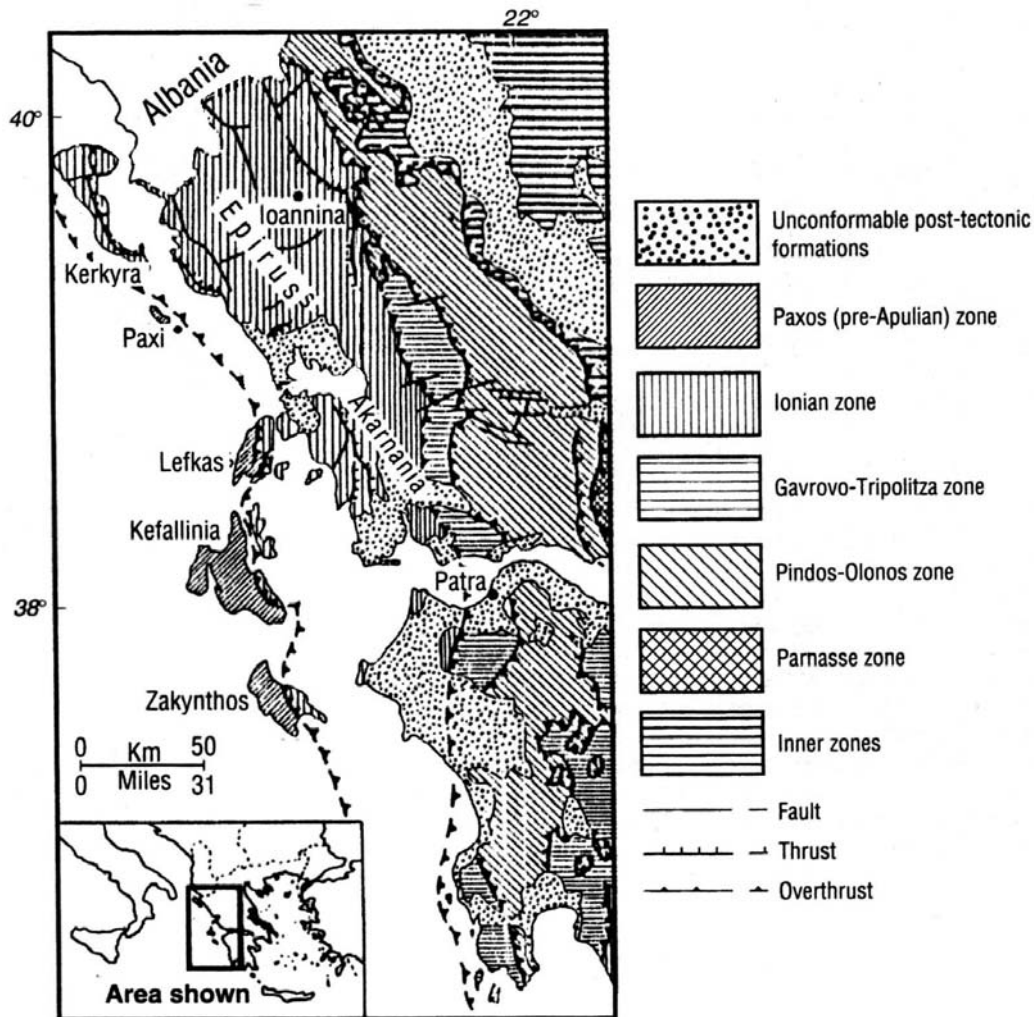 22°
40°
Albania
Ioannina
Epiruss
Kerkyra
Paxi
Akarnania
Lefkas
Kefallinia
Patra
38°
Zakynthos
0 Km 50
0 Miles 31
Area shown
Unconformable post-tectonic
formations
Paxos (pre-Apulian) zone
Ionian zone
Gavrovo-Tripolitza zone
Pindos-Olonos zone
Parnasse zone
Inner zones
Fault
Thrust
Overthrust